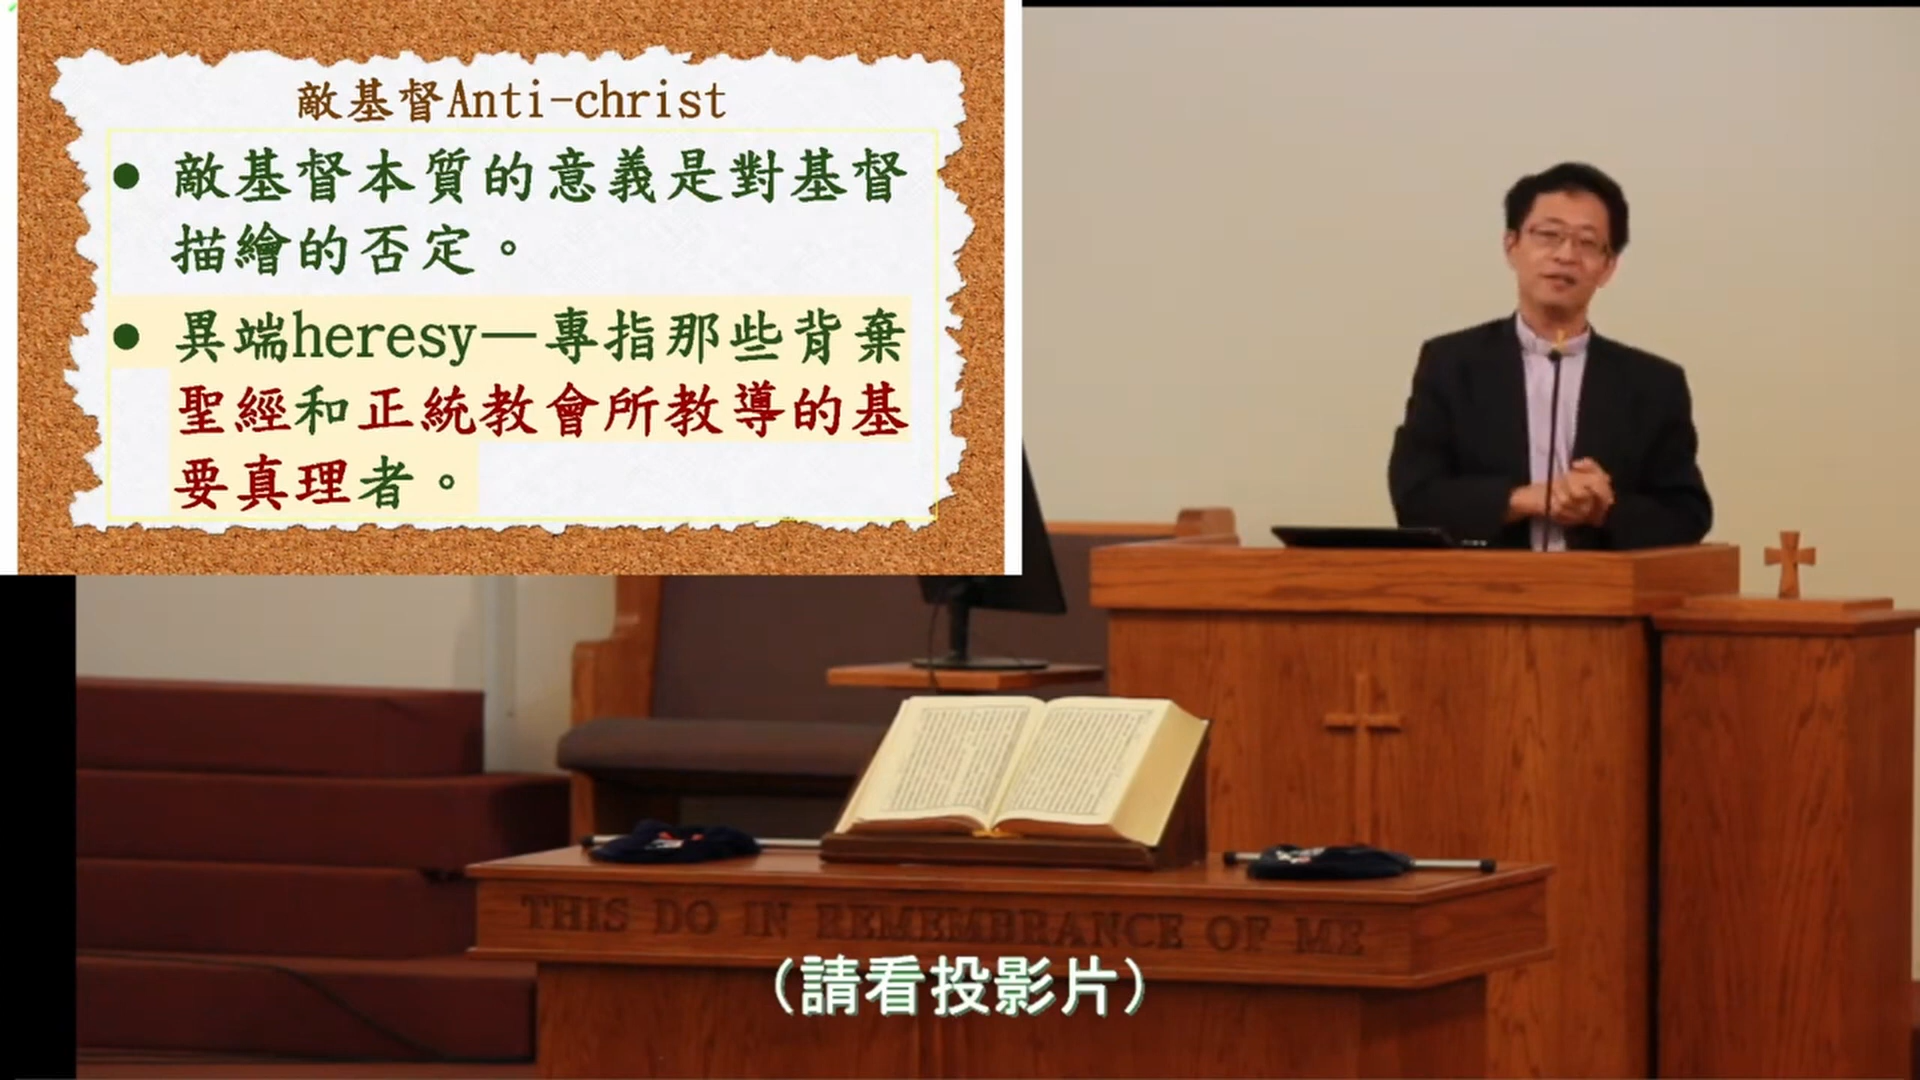 敵基督Anti-christ
● 敵基督本質的意義是對基督
描繪的否定。
● 異端heresy—專指那些背棄
聖經和正統教會所教導的基
要真理者。
THIS DO IN REMEMBRANCE OF ME
（請看投影片）